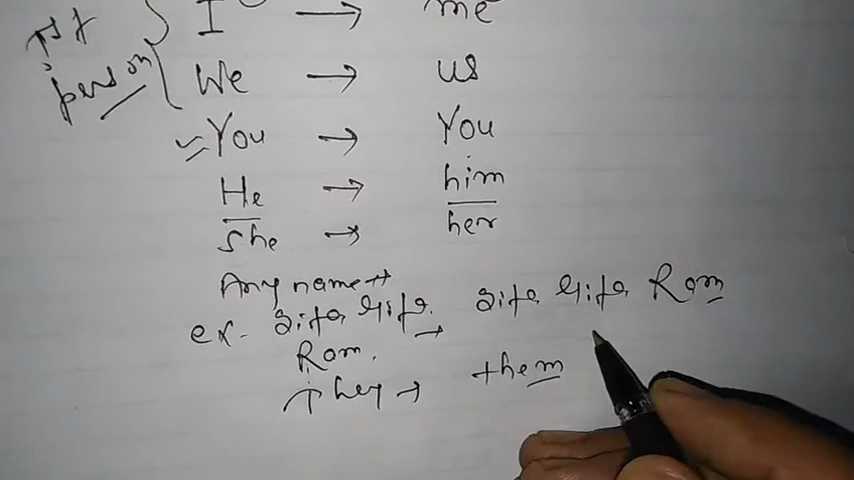 Ist person { I → me
We → us
You → You
He → him
she → her
Any name →
ex- Sita Gita → Sita Gita Ram
Ram.
They → them